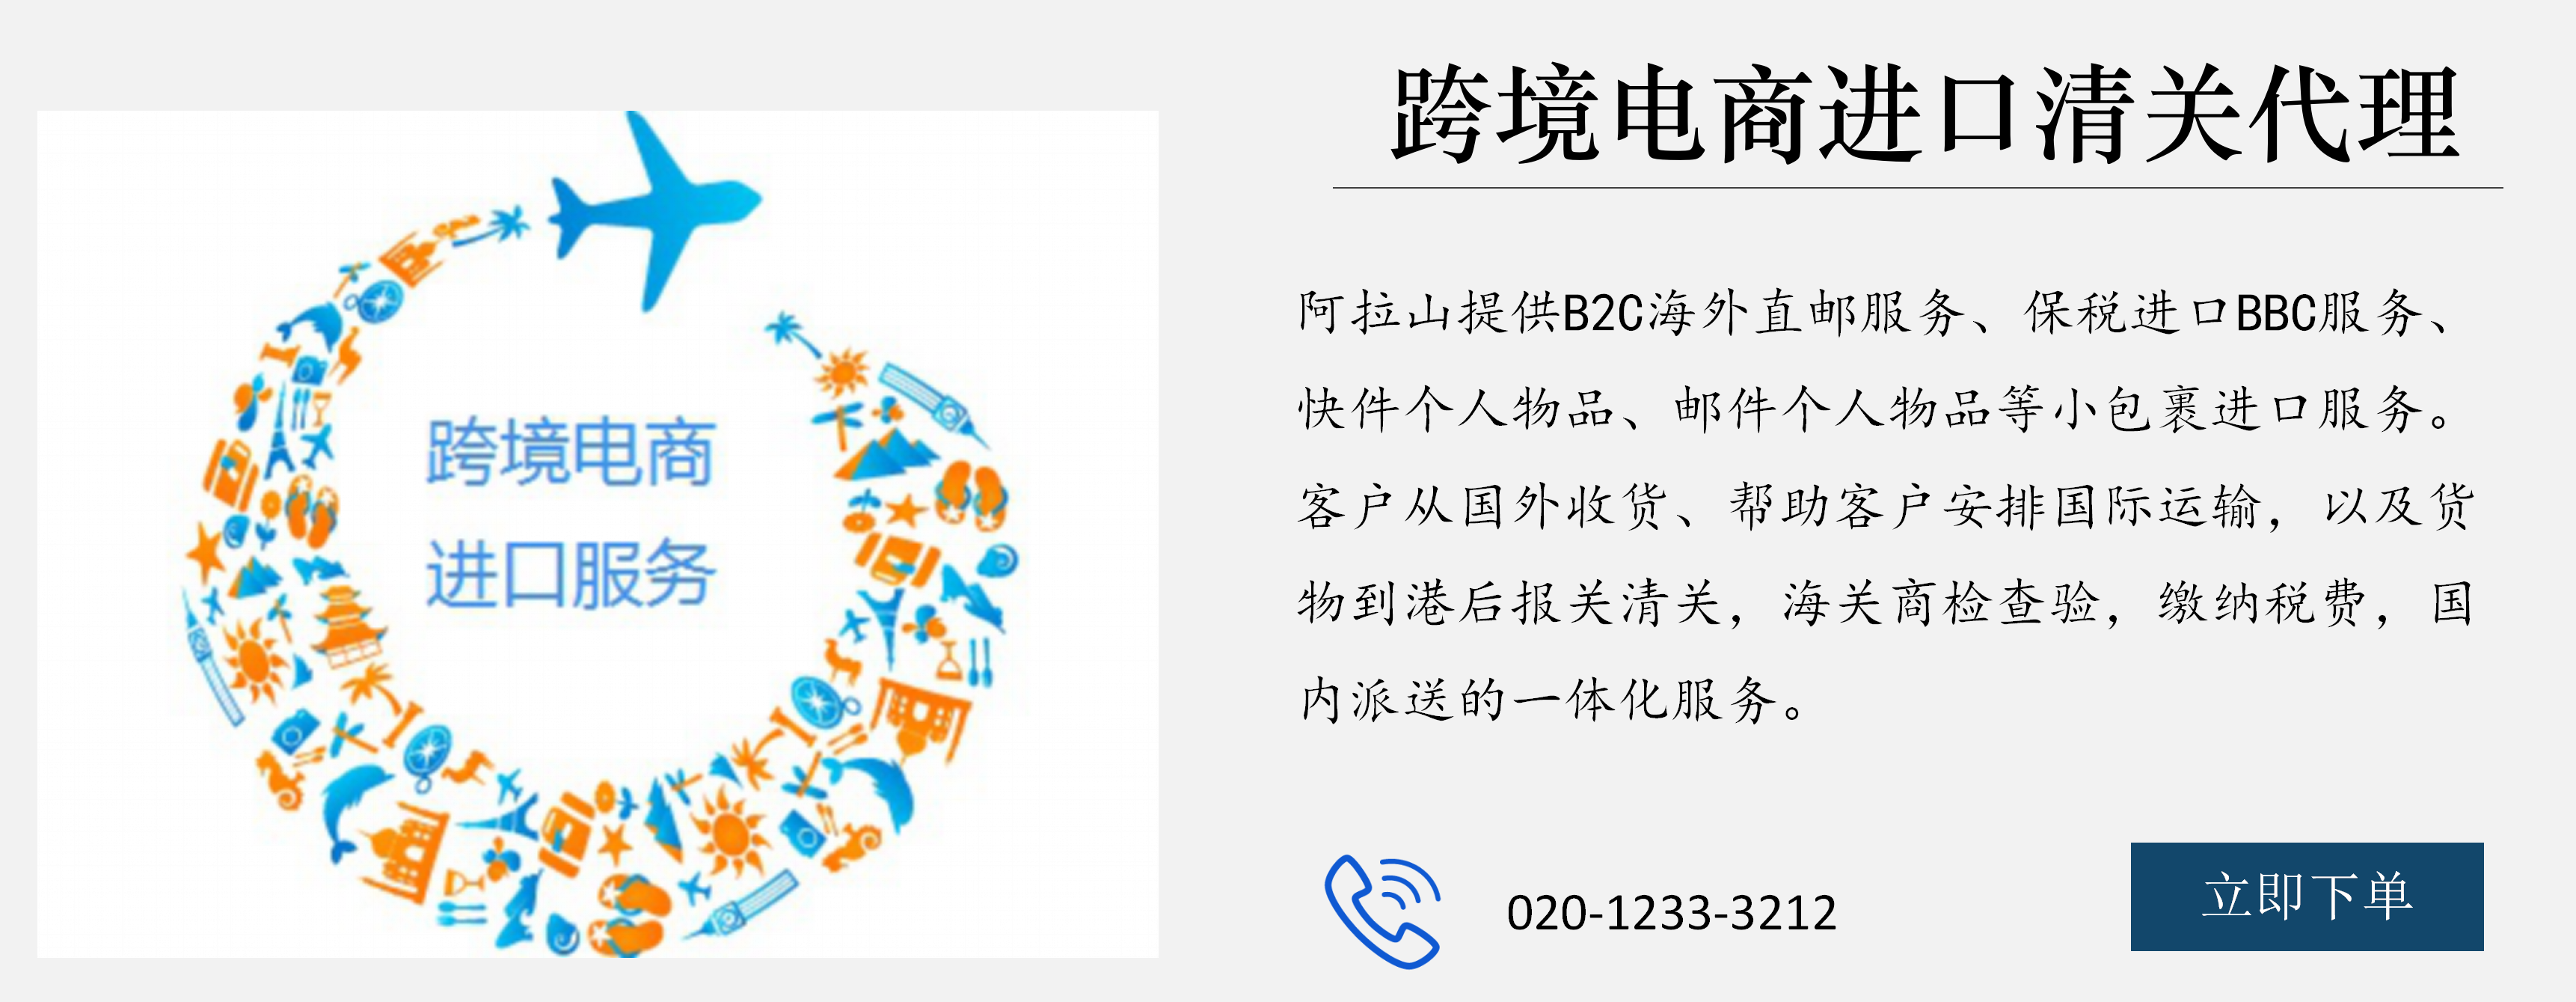 跨境电商
进口服务
跨境电商进口清关代理
阿拉山提供B2C海外直邮服务、保税进口BBC服务、
快件个人物品、邮件个人物品等小包裹进口服务。
客户从国外收货、帮助客户安排国际运输，以及货
物到港后报关清关，海关商检查验，缴纳税费，国
内派送的一体化服务。
020-1233-3212
立即下单